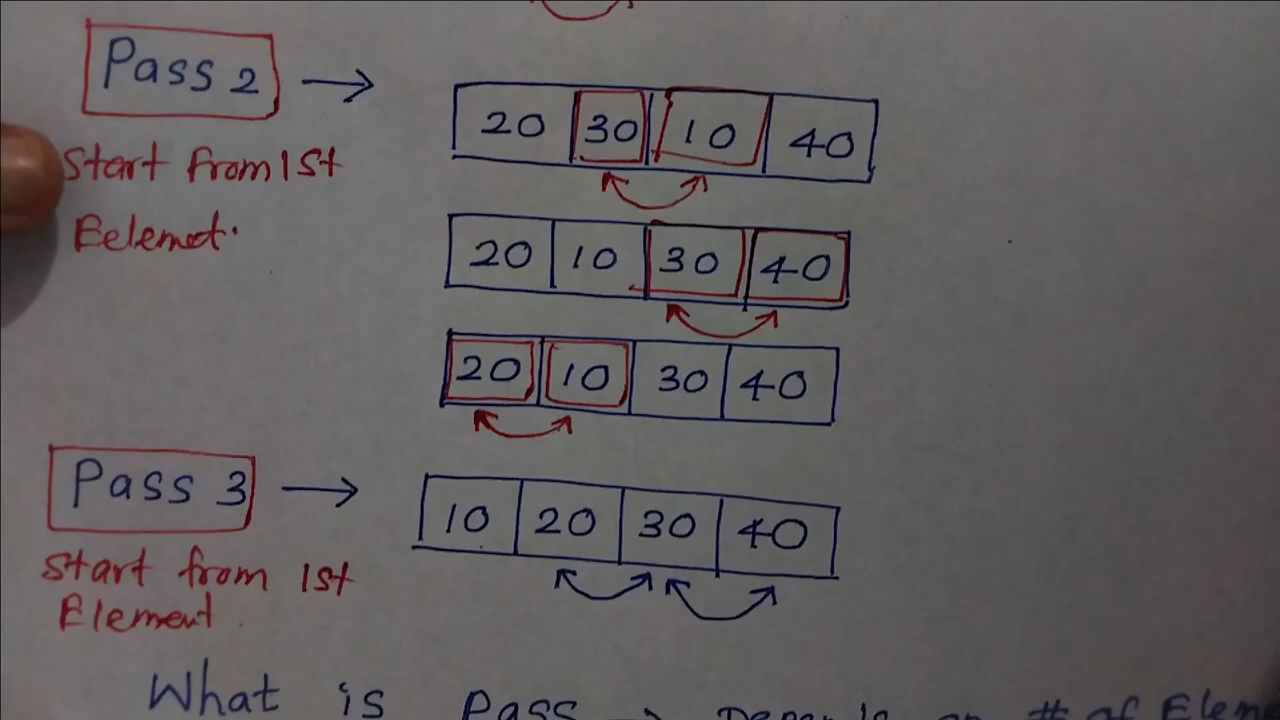 Pass 2 →
20 30 10 40
Start from 1st
Eelemet.
20 10 30 40
20 10 30 40
Pass 3 →
10 20 30 40
Start from 1st
Element
What is Pass → # of